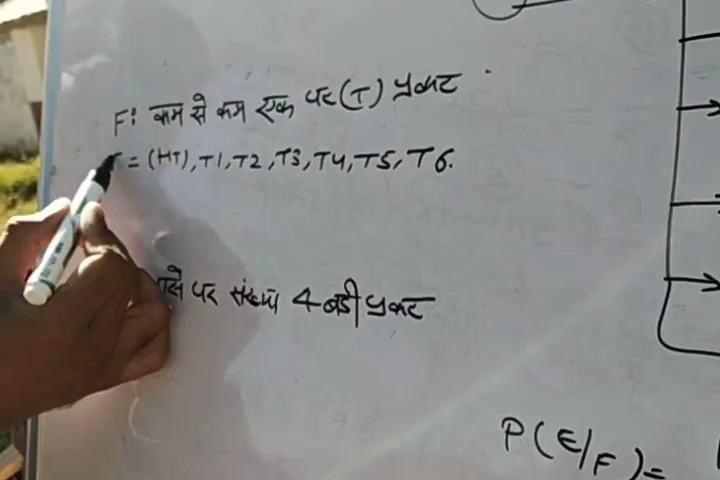 F: कम से कम एक पट (T) प्रकट
= (HT), T1, T2, T3, T4, T5, T6.
पर संख्या 4 बडी प्रकट
P(E/F) =